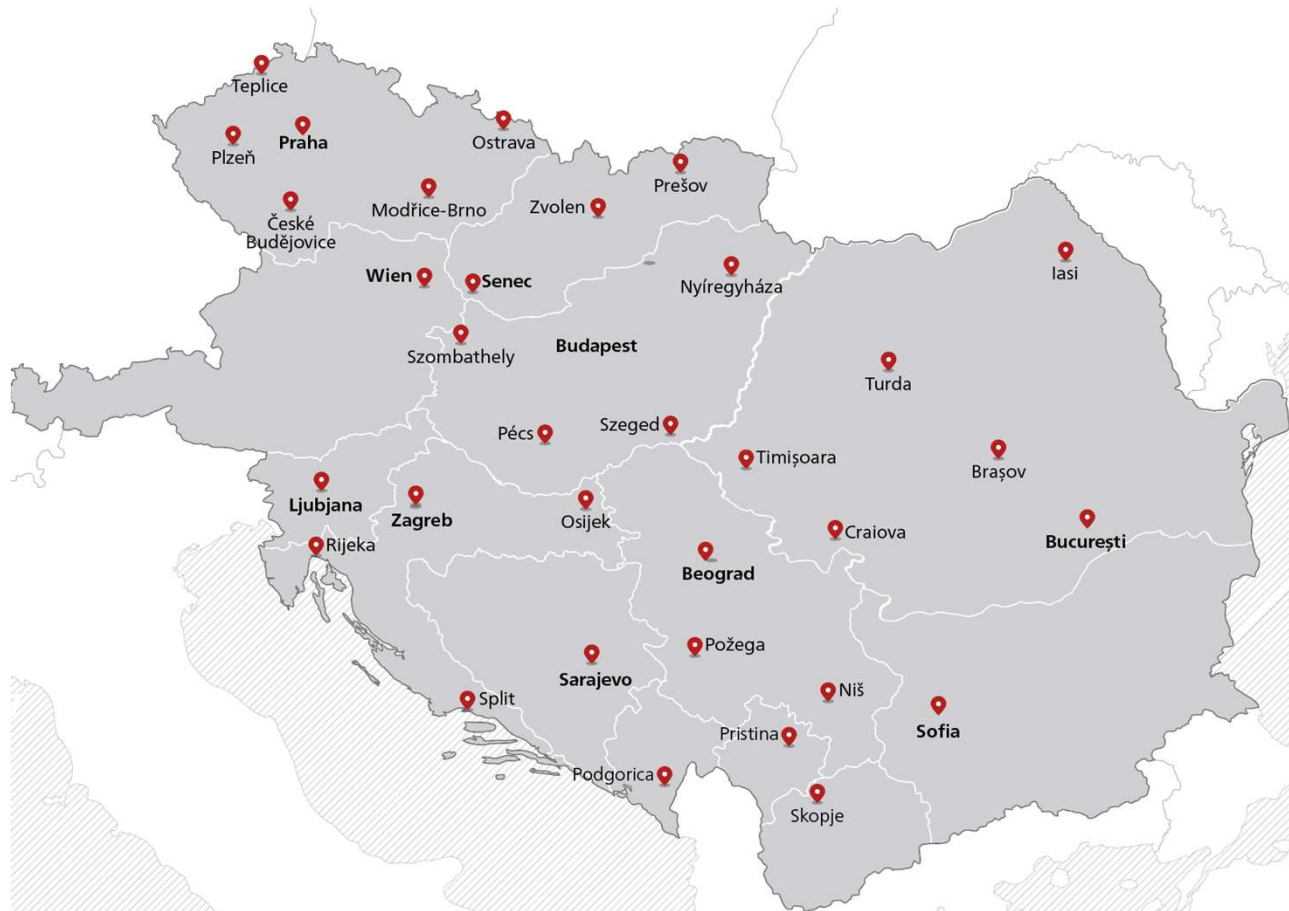 Teplice
Praha
Plzeň
Ostrava
Prešov
České
Budějovice
Modřice-Brno
Zvolen
Wien
Senec
Nyíregyháza
Iasi
Szombathely
Budapest
Turda
Pécs
Szeged
Timișoara
Brașov
Ljubjana
Zagreb
Osijek
Craiova
București
Rijeka
Beograd
Sarajevo
Požega
Split
Niš
Sofia
Pristina
Podgorica
Skopje